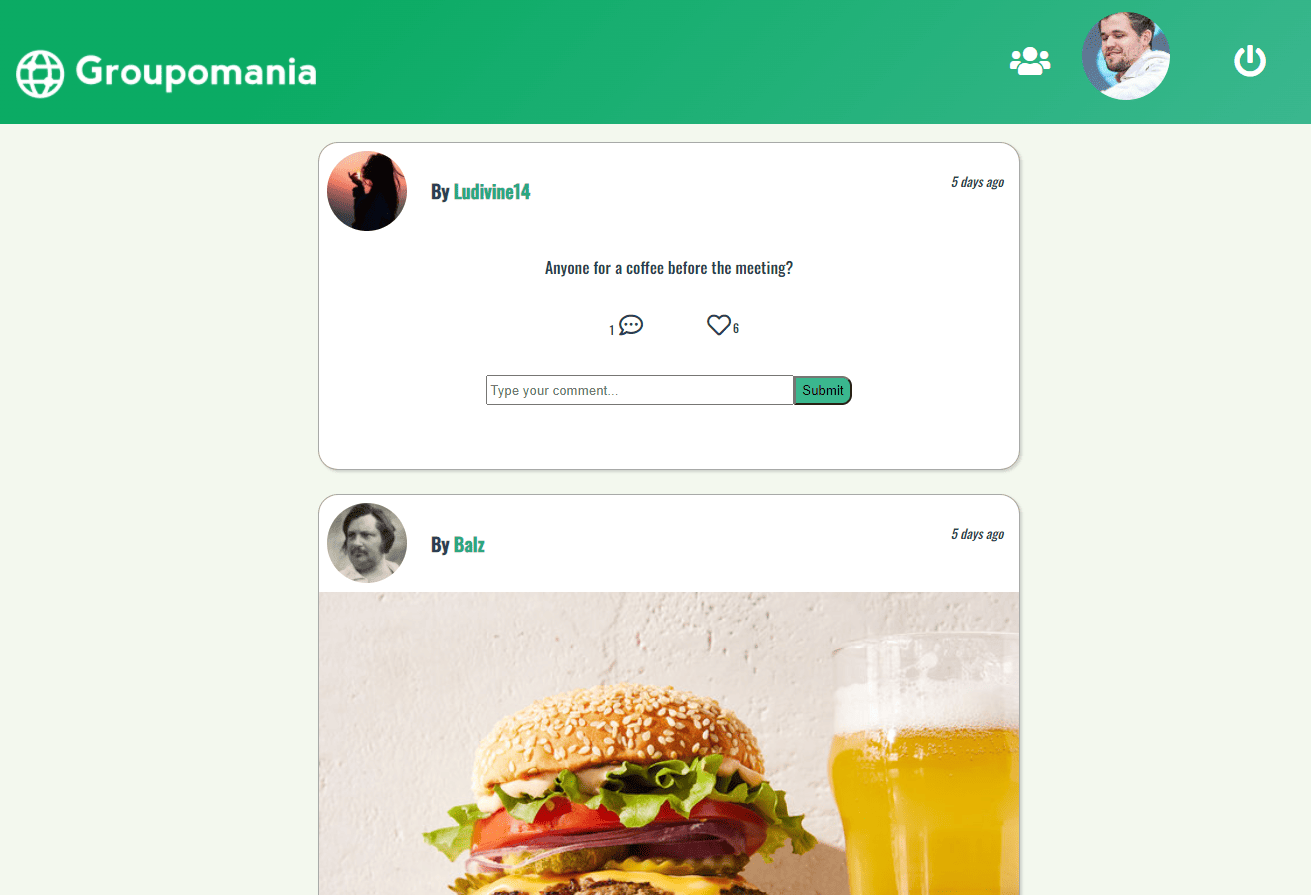 Groupomania
By Ludivine14
5 days ago
Anyone for a coffee before the meeting?
1
6
Type your comment...
Submit
By Balz
5 days ago